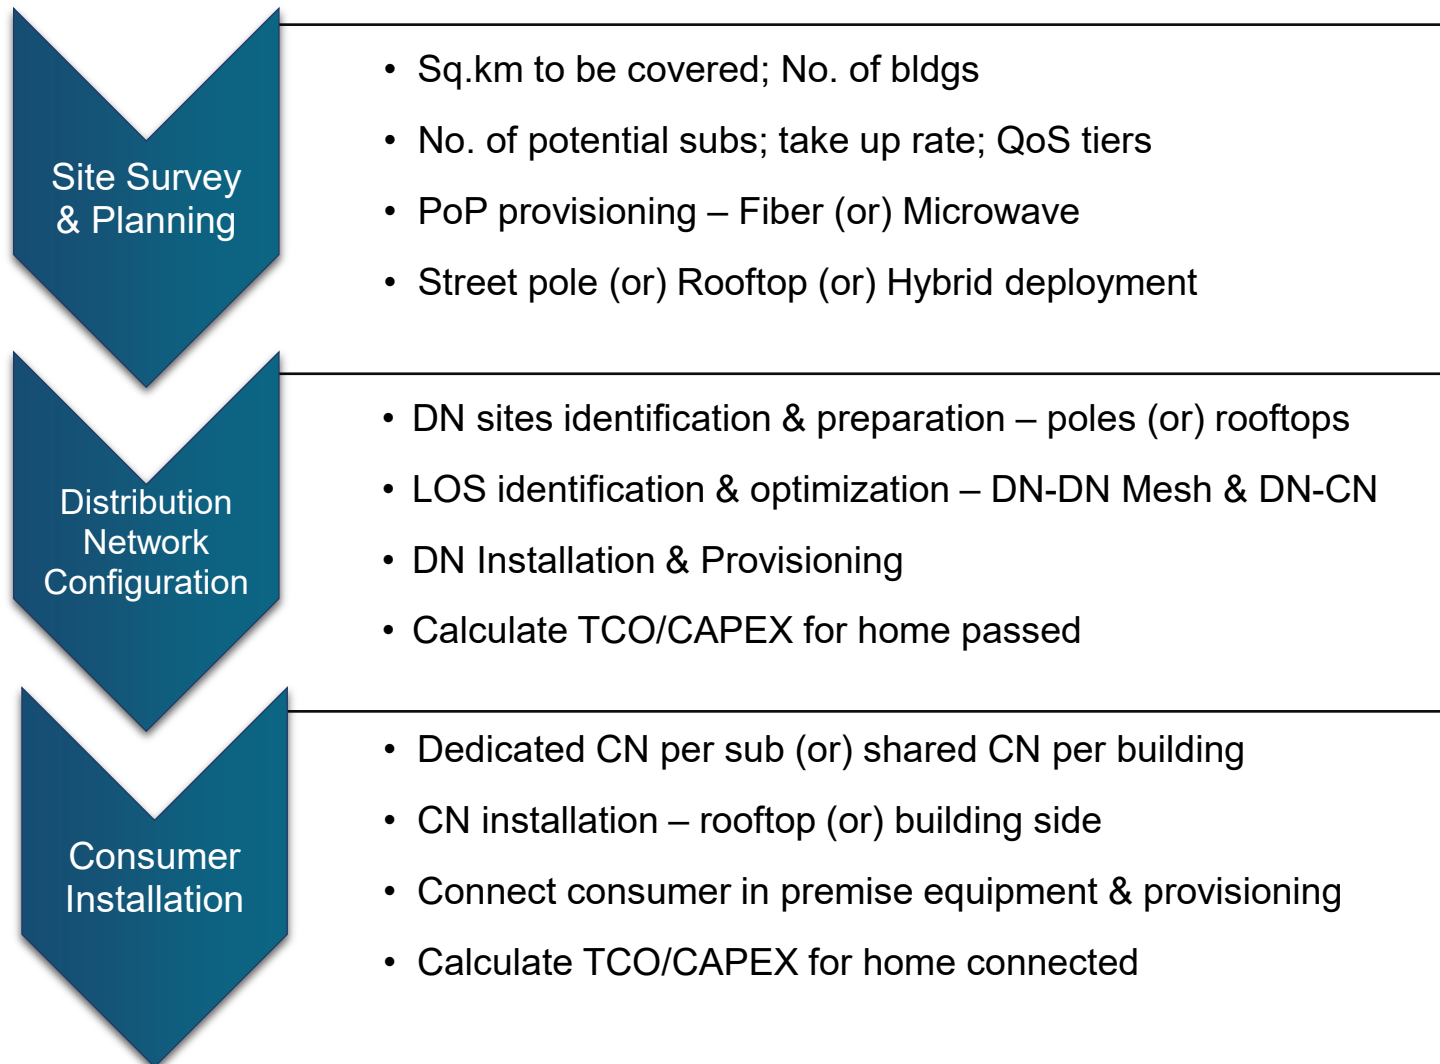 Site Survey
& Planning
• Sq.km to be covered; No. of bldgs
• No. of potential subs; take up rate; QoS tiers
• PoP provisioning – Fiber (or) Microwave
• Street pole (or) Rooftop (or) Hybrid deployment
Distribution
Network
Configuration
• DN sites identification & preparation – poles (or) rooftops
• LOS identification & optimization – DN-DN Mesh & DN-CN
• DN Installation & Provisioning
• Calculate TCO/CAPEX for home passed
Consumer
Installation
• Dedicated CN per sub (or) shared CN per building
• CN installation – rooftop (or) building side
• Connect consumer in premise equipment & provisioning
• Calculate TCO/CAPEX for home connected